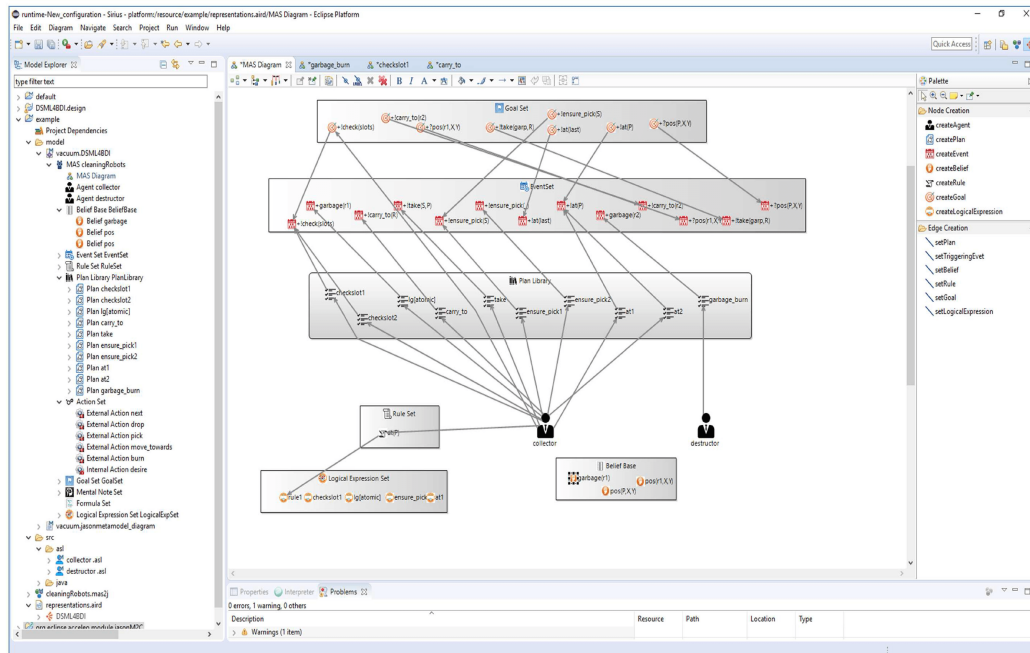 runtime-New_configuration - Sirius - platform:/resource/example/representations.aird/MAS Diagram - Eclipse Platform
File Edit Diagram Navigate Search Project Run Window Help
Quick Access
Model Explorer
type filter text
default
DSML4BDI.design
example
Project Dependencies
model
vacuum.DSML4BDI
MAS cleaningRobots
MAS Diagram
Agent collector
Agent destructor
Belief Base BeliefBase
Belief garbage
Belief pos
Belief pos
Event Set EventSet
Rule Set RuleSet
Plan Library PlanLibrary
Plan checkslot1
Plan checkslot2
Plan lg[atomic]
Plan carry_to
Plan take
Plan ensure_pick1
Plan ensure_pick2
Plan at1
Plan at2
Plan garbage_burn
Action Set
External Action next
External Action drop
External Action pick
External Action move_towards
External Action burn
Internal Action desire
Goal Set GoalSet
Mental Note Set
Formula Set
Logical Expression Set LogicalExpSet
vacuum.jasonmetamodel_diagram
src
asl
collector.asl
destructor.asl
java
cleaningRobots.mas2j
representations.aird
DSML4BDI
org.eclipse.acceleo.module.jasonM2C
*MAS Diagram *garbage_burn *checkslot1 *carry_to
Goal Set
+!check(slots)
+!carry_to(r2)
+?pos(r1,X,Y)
+!take(garp,R)
+!ensure_pick(S)
+!at(last)
+!at(P)
+?pos(P,X,Y)
EventSet
+!check(slots)
+garbage(r1)
+!carry_to(R)
+!take(S,P)
+!ensure_pick(S)
+!ensure_pick(
+!at(last)
+!at(P)
+garbage(r2)
+!carry_to(r2)
+?pos(r1,X,Y)
+!take(garp,R)
+?pos(P,X,Y)
Plan Library
checkslot1
checkslot2
lg[atomic]
carry_to
take
ensure_pick1
ensure_pick2
at1
at2
garbage_burn
Rule Set
at(P)
collector
destructor
Logical Expression Set
rule1 checkslot1 lg[atomic] ensure_pick at1
Belief Base
garbage(r1)
pos(r1,X,Y)
pos(P,X,Y)
Palette
Node Creation
createAgent
createPlan
createEvent
createBelief
createRule
createGoal
createLogicalExpression
Edge Creation
setPlan
setTriggeringEvet
setBelief
setRule
setGoal
setLogicalExpression
Properties Interpreter Problems
0 errors, 1 warning, 0 others
Description Resource Path Location Type
Warnings (1 item)